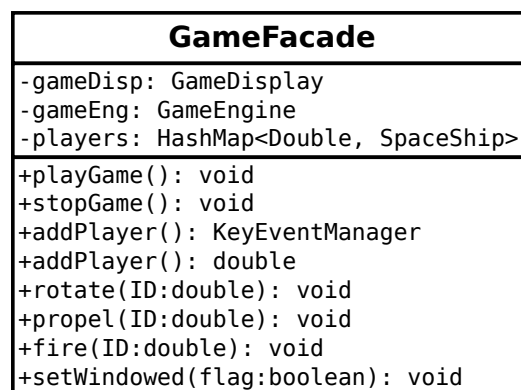 GameFacade
-gameDisp: GameDisplay
-gameEng: GameEngine
-players: HashMap<Double, SpaceShip>
+playGame(): void
+stopGame(): void
+addPlayer(): KeyEventManager
+addPlayer(): double
+rotate(ID:double): void
+propel(ID:double): void
+fire(ID:double): void
+setWindowed(flag:boolean): void